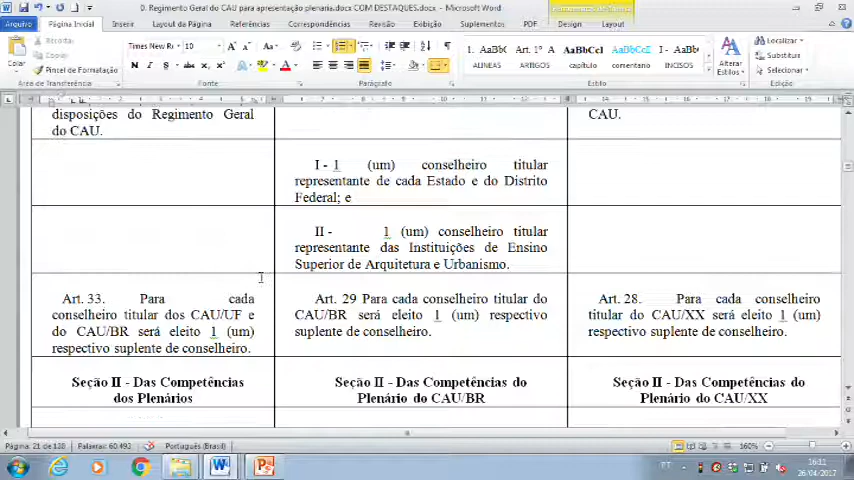 0. Regimento Geral do CAU para apresentação plenaria.docx COM DESTAQUES.docx - Microsoft Word
Arquivo Página Inicial Inserir Layout da Página Referências Correspondências Revisão Exibição Suplementos PDF Design Layout
Colar
Recortar
Copiar
Pincel de Formatação
Área de Transferência
Times New Ro 10
N I S
Fonte
Parágrafo
1. AaBbC Art. 1º A AaBbCcI AaBbCcE I- AaBb(
ALINEAS ARTIGOS capítulo comentario INCISOS
Estilo
Alterar Estilos
Localizar
Substituir
Selecionar
Edição
disposições do Regimento Geral
do CAU.
CAU.
I - 1 (um) conselheiro titular
representante de cada Estado e do Distrito
Federal; e
II - 1 (um) conselheiro titular
representante das Instituições de Ensino
Superior de Arquitetura e Urbanismo.
Art. 33. Para cada
conselheiro titular dos CAU/UF e
do CAU/BR será eleito 1 (um)
respectivo suplente de conselheiro.
Art. 29 Para cada conselheiro titular do
CAU/BR será eleito 1 (um) respectivo
suplente de conselheiro.
Art. 28. Para cada conselheiro
titular do CAU/XX será eleito 1 (um)
respectivo suplente de conselheiro.
Seção II - Das Competências
dos Plenários
Seção II - Das Competências do
Plenário do CAU/BR
Seção II - Das Competências do
Plenário do CAU/XX
Página: 21 de 138 Palavras: 60.493 Português (Brasil) 160%
PT
16:11
26/04/2017